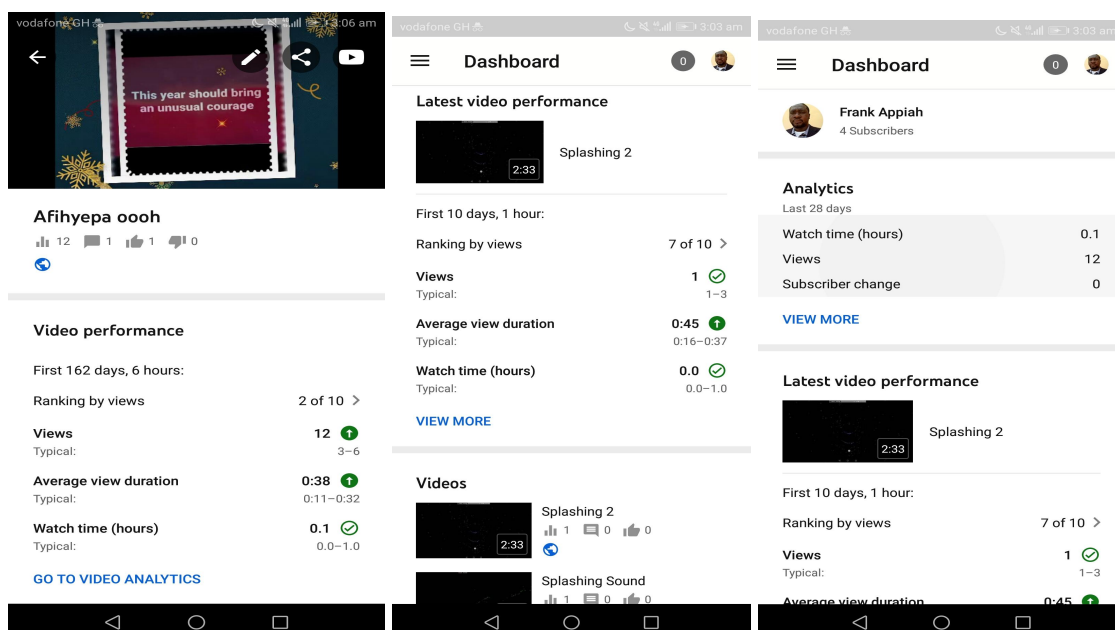 vodafone GH
3:06 am
This year should bring
an unusual courage
Afihyepa oooh
12 1 1 0
Video performance
First 162 days, 6 hours:
Ranking by views 2 of 10
Views 12
Typical: 3–6
Average view duration 0:38
Typical: 0:11–0:32
Watch time (hours) 0.1
Typical: 0.0–1.0
GO TO VIDEO ANALYTICS
vodafone GH 3:03 am
Dashboard 0
Latest video performance
Splashing 2
2:33
First 10 days, 1 hour:
Ranking by views 7 of 10
Views 1
Typical: 1–3
Average view duration 0:45
Typical: 0:16–0:37
Watch time (hours) 0.0
Typical: 0.0–1.0
VIEW MORE
Videos
Splashing 2
1 0 0
2:33
Splashing Sound
1 0 0
vodafone GH 3:03 am
Dashboard 0
Frank Appiah
4 Subscribers
Analytics
Last 28 days
Watch time (hours) 0.1
Views 12
Subscriber change 0
VIEW MORE
Latest video performance
Splashing 2
2:33
First 10 days, 1 hour:
Ranking by views 7 of 10
Views 1
Typical: 1–3
Average view duration 0:45